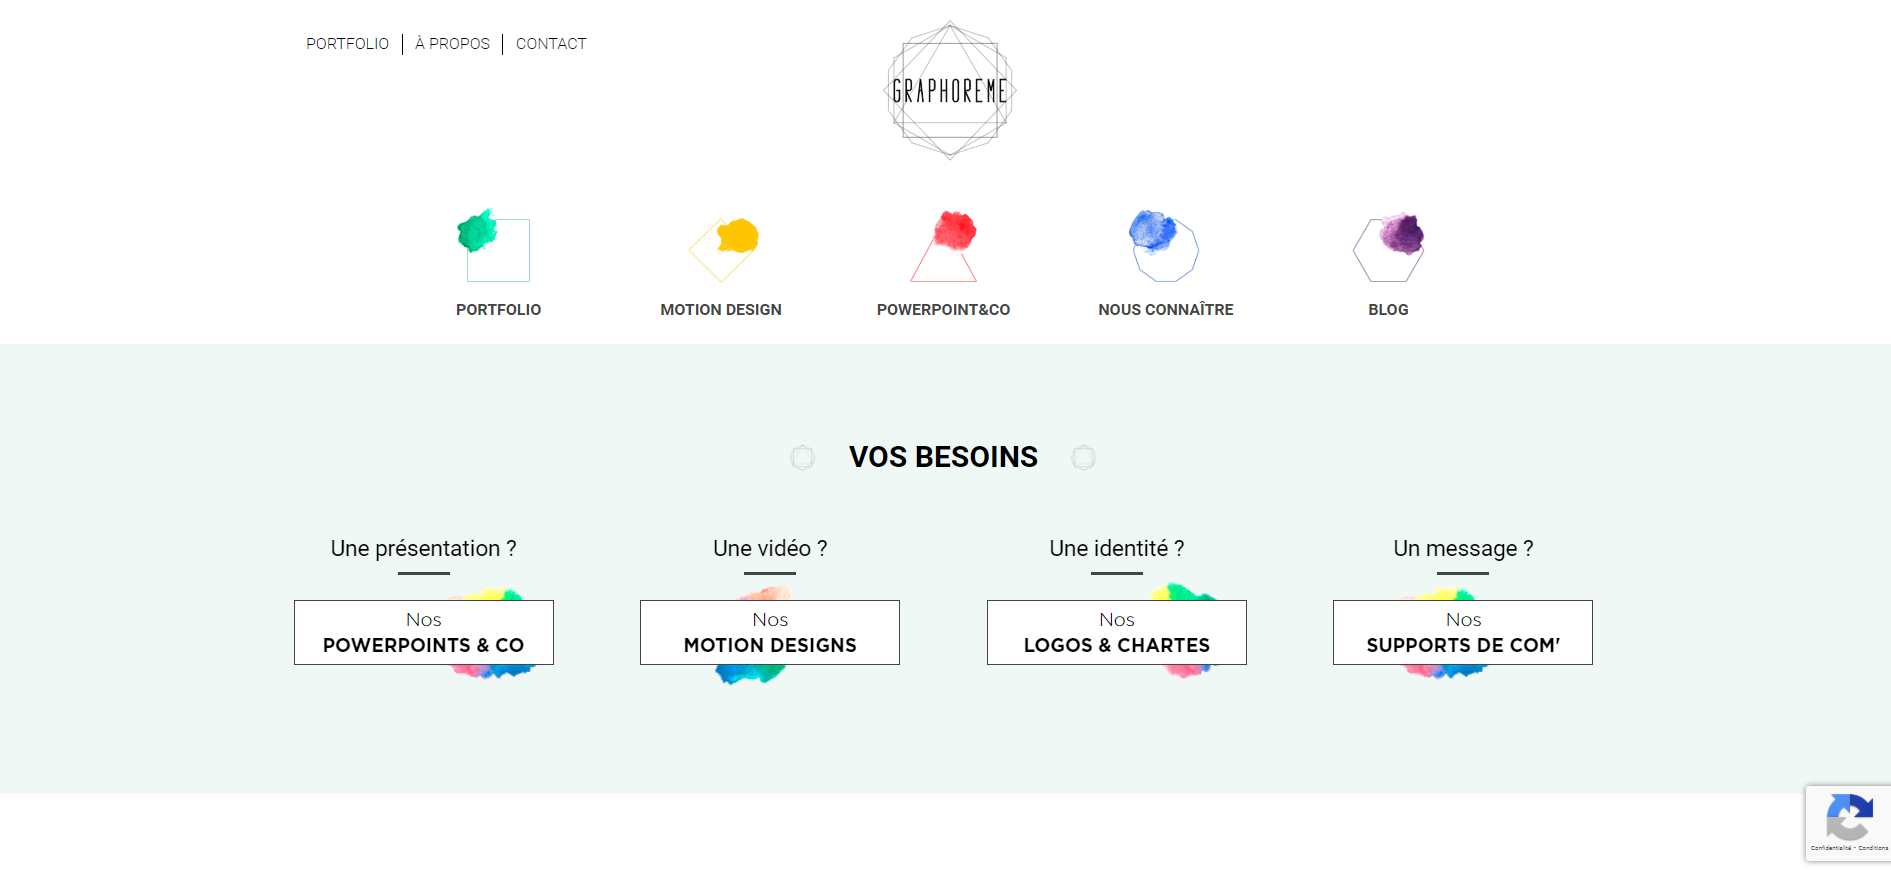 PORTFOLIO
À PROPOS
CONTACT
GRAPHOREME
PORTFOLIO
MOTION DESIGN
POWERPOINT&CO
NOUS CONNAÎTRE
BLOG
VOS BESOINS
Une présentation ?
Nos
POWERPOINTS & CO
Une vidéo ?
Nos
MOTION DESIGNS
Une identité ?
Nos
LOGOS & CHARTES
Un message ?
Nos
SUPPORTS DE COM'
Confidentialité - Conditions